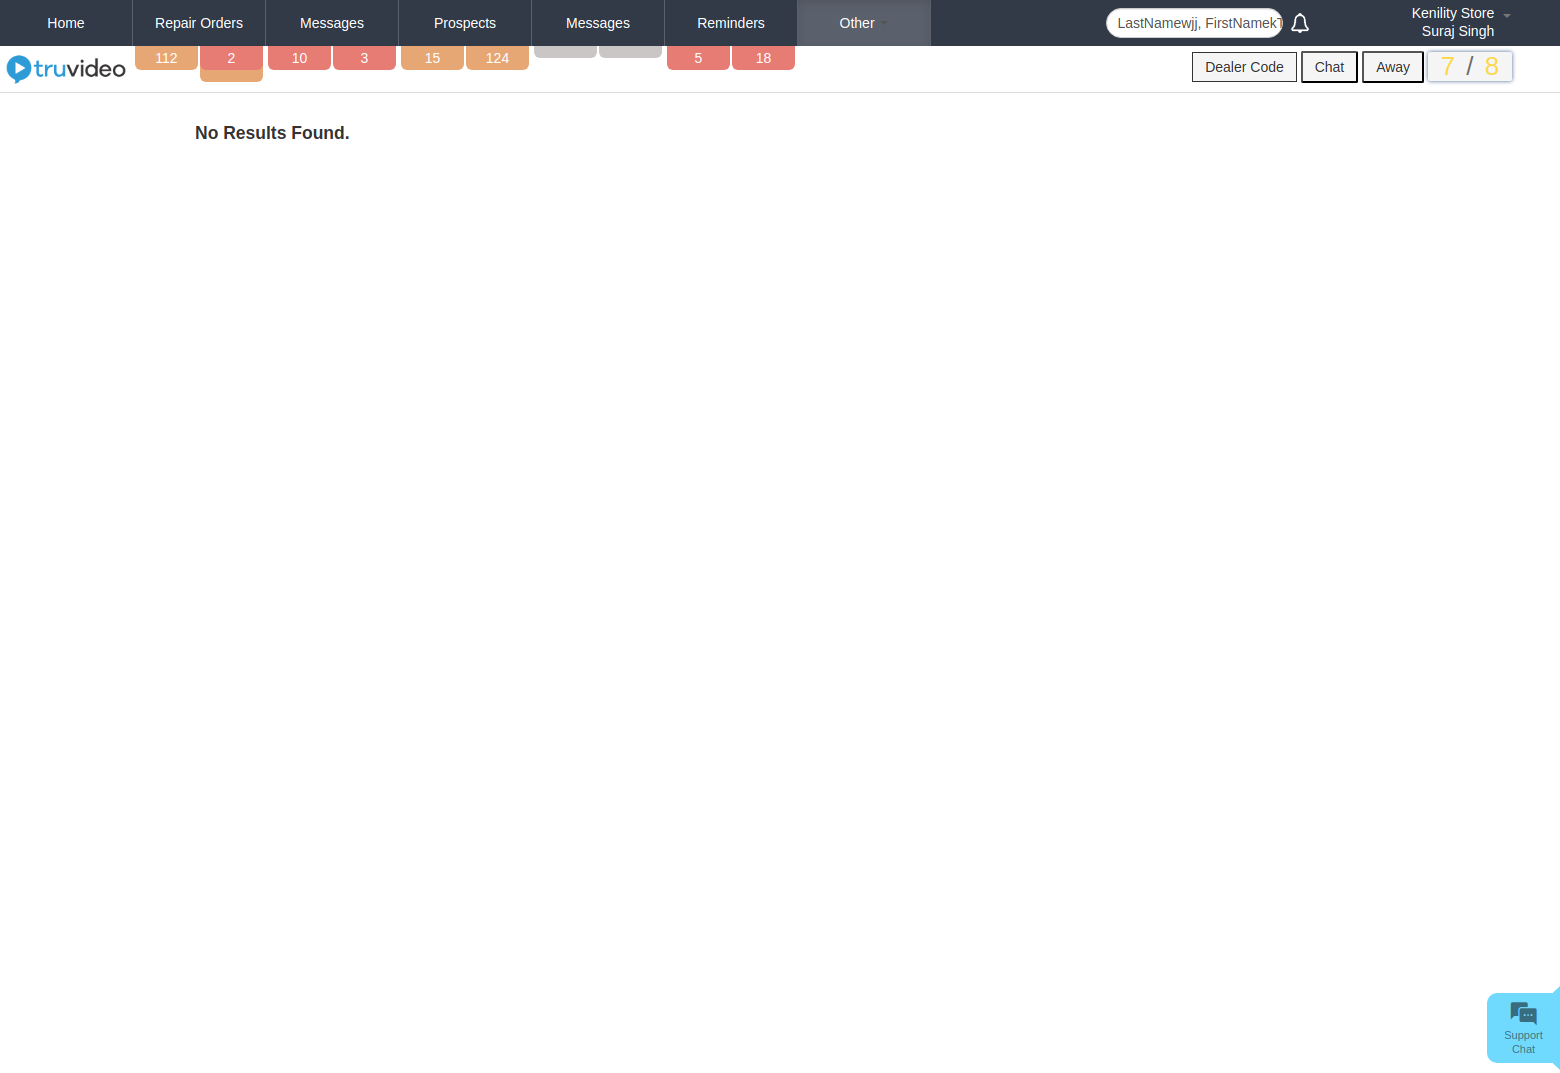 Home
Repair Orders
Messages
Prospects
Messages
Reminders
Other
LastNamewjj, FirstNamekT
Kenility Store
Suraj Singh
truvideo
112
2
10
3
15
124
5
18
Dealer Code
Chat
Away
7 / 8
No Results Found.
Support
Chat